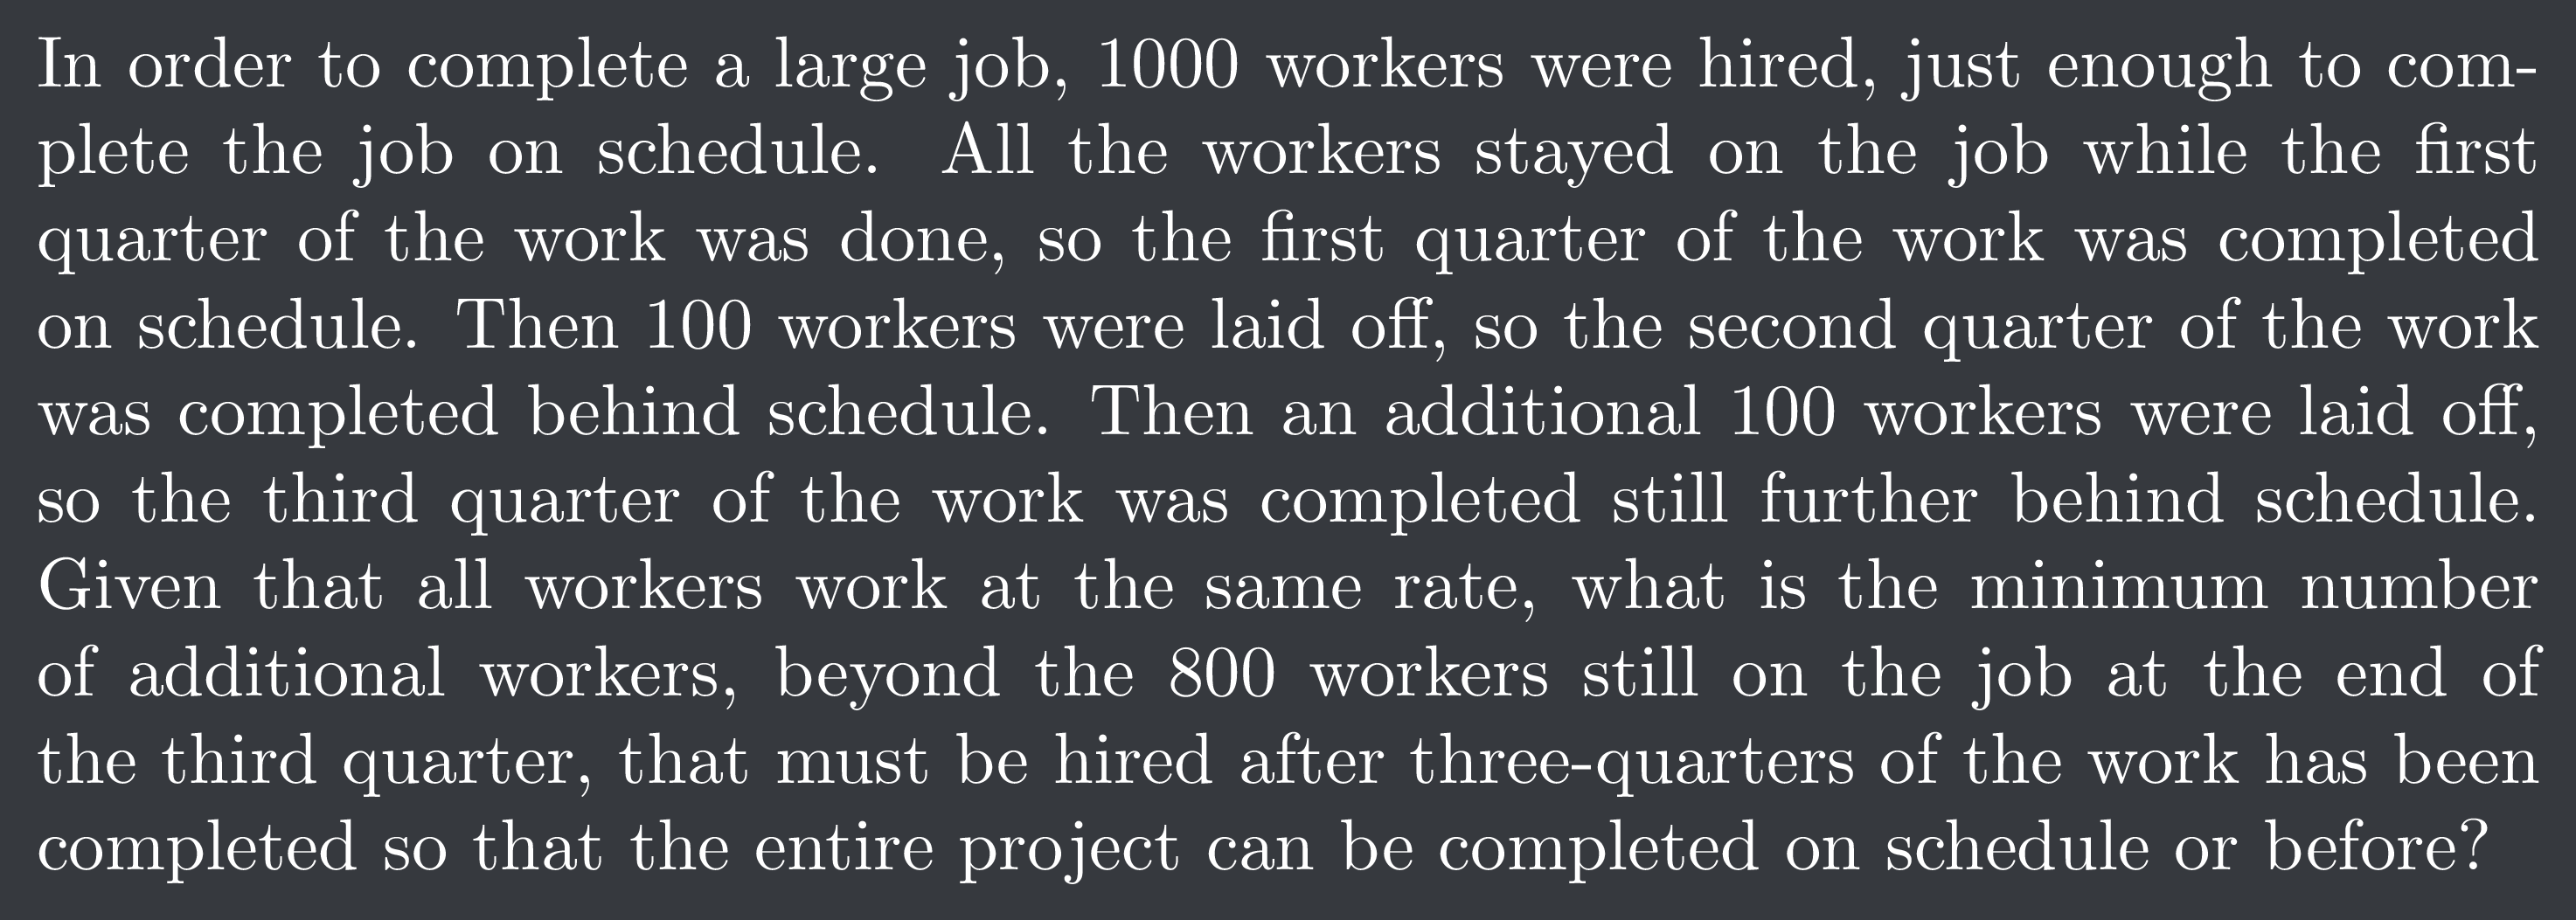 In order to complete a large job, 1000 workers were hired, just enough to com-
plete the job on schedule. All the workers stayed on the job while the first
quarter of the work was done, so the first quarter of the work was completed
on schedule. Then 100 workers were laid off, so the second quarter of the work
was completed behind schedule. Then an additional 100 workers were laid off,
so the third quarter of the work was completed still further behind schedule.
Given that all workers work at the same rate, what is the minimum number
of additional workers, beyond the 800 workers still on the job at the end of
the third quarter, that must be hired after three-quarters of the work has been
completed so that the entire project can be completed on schedule or before?